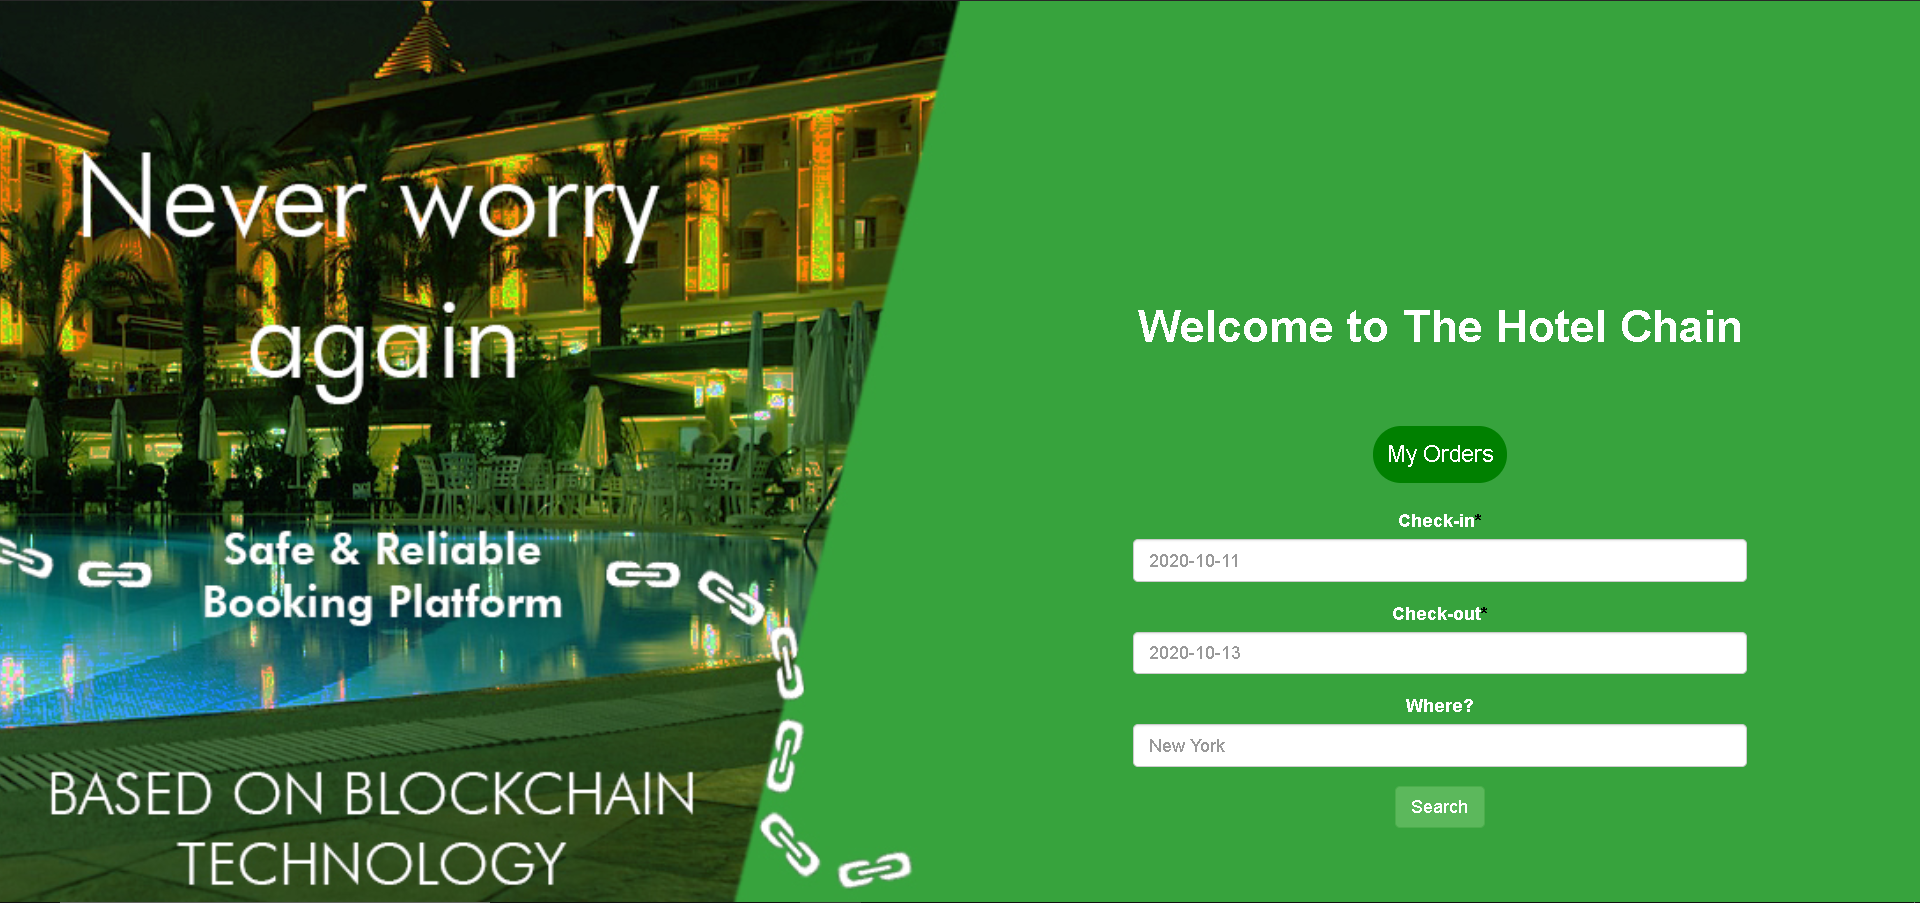 Never worry
again
Safe & Reliable
Booking Platform
BASED ON BLOCKCHAIN
TECHNOLOGY
Welcome to The Hotel Chain
My Orders
Check-in*
2020-10-11
Check-out*
2020-10-13
Where?
New York
Search